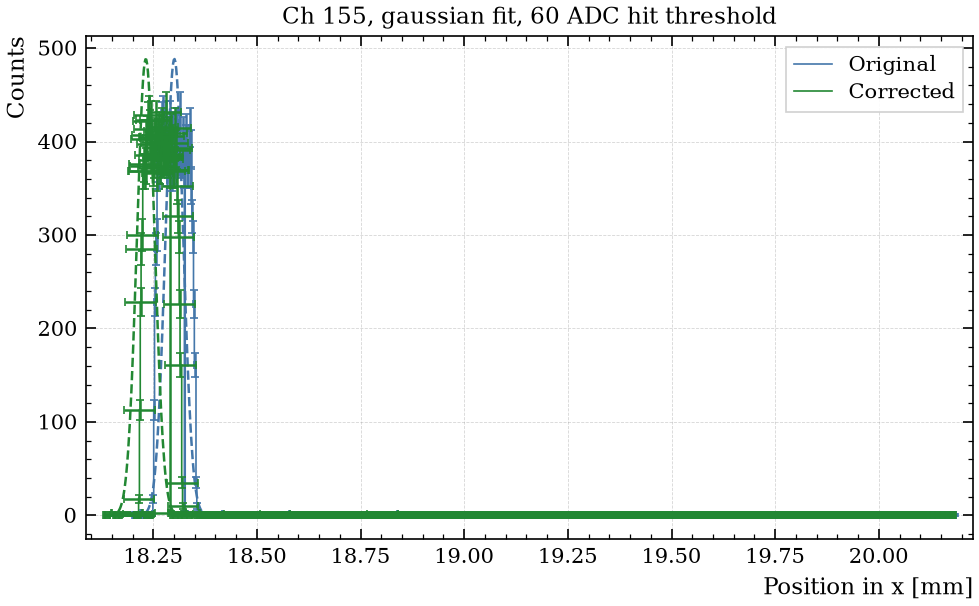 Ch 155, gaussian fit, 60 ADC hit threshold
Counts
500
400
300
200
100
0
Original
Corrected
18.25 18.50 18.75 19.00 19.25 19.50 19.75 20.00
Position in x [mm]